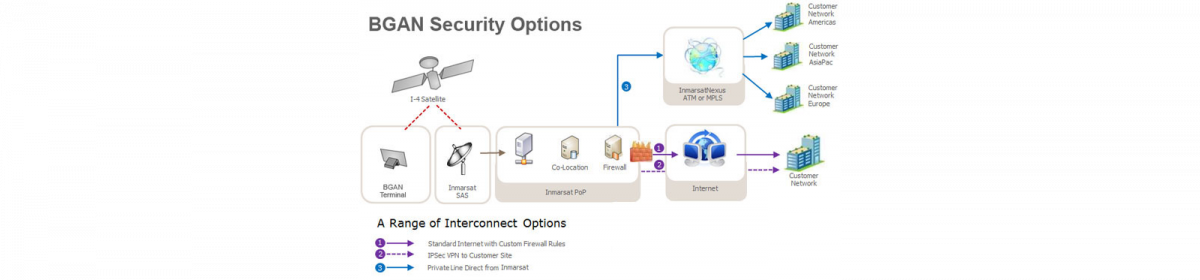 BGAN Security Options
Customer
Network
Americas
Customer
Network
AsiaPac
Customer
Network
Europe
InmarsatNexus
ATM or MPLS
3
I-4 Satellite
BGAN
Terminal
Inmarsat
SAS
Co-Location
Firewall
Inmarsat PoP
1
2
Internet
Customer
Network
A Range of Interconnect Options
1 Standard Internet with Custom Firewall Rules
2 IPSec VPN to Customer Site
3 Private Line Direct from Inmarsat